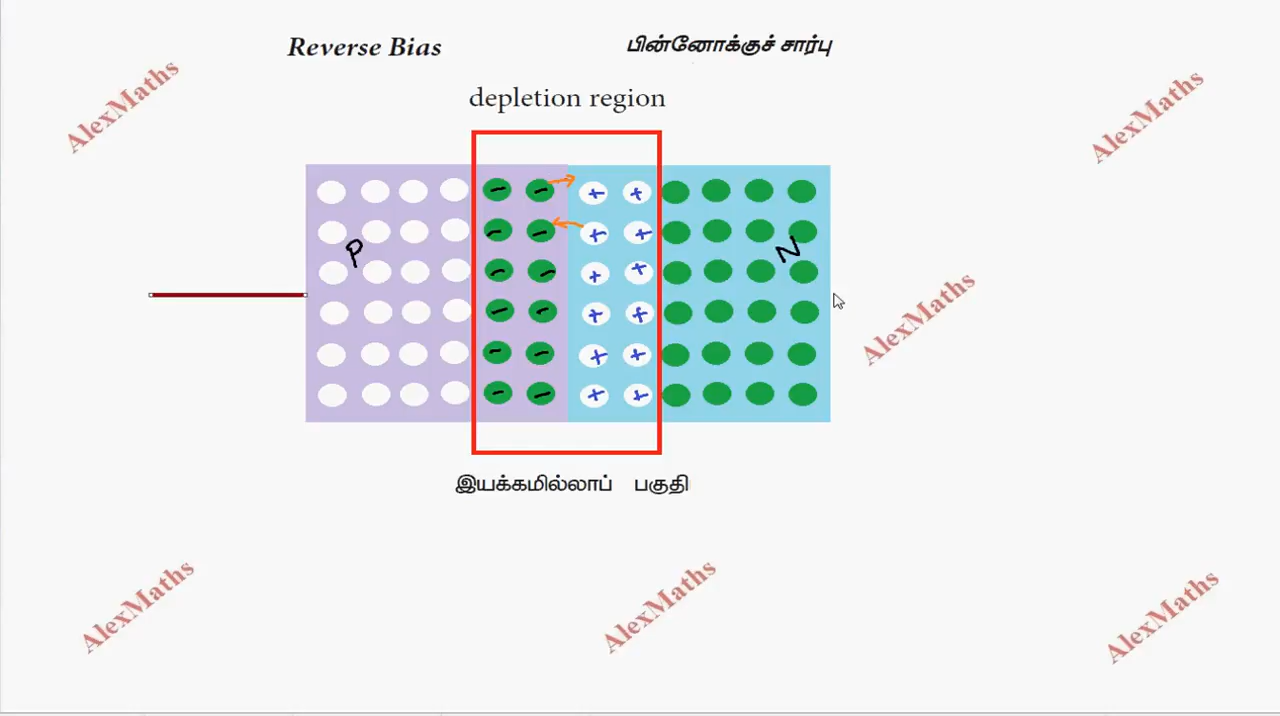 Reverse Bias
பின்னோக்குச் சார்பு
AlexMaths
AlexMaths
depletion region
- - + +
P
N
- - + +
- - + +
- - + +
- - + +
- - + +
AlexMaths
இயக்கமில்லாப் பகுதி
AlexMaths
AlexMaths
AlexMaths